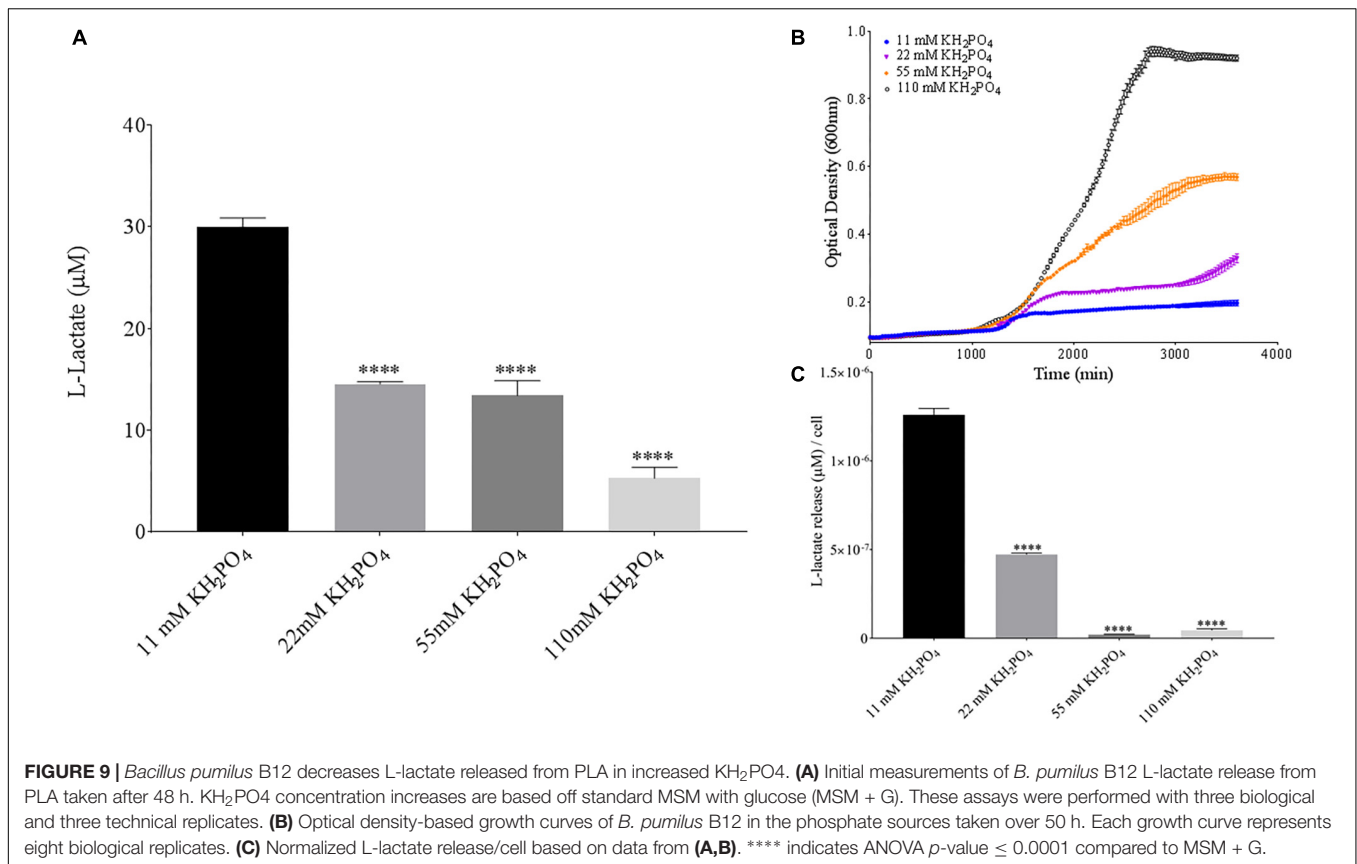 A
L-Lactate (µM)
40
30
20
10
0
****
****
****
11 mM KH₂PO₄
22mM KH₂PO₄
55mM KH₂PO₄
110mM KH₂PO₄
B
11 mM KH₂PO₄
22 mM KH₂PO₄
55 mM KH₂PO₄
110 mM KH₂PO₄
Optical Density (600nm)
1.0
0.8
0.6
0.4
0.2
0
1000
2000
3000
4000
Time (min)
C
L-lactate release (µM) / cell
1.5×10⁻⁶
1×10⁻⁶
5×10⁻⁷
0
****
****
****
11 mM KH₂PO₄
22 mM KH₂PO₄
55 mM KH₂PO₄
110 mM KH₂PO₄
FIGURE 9 | Bacillus pumilus B12 decreases L-lactate released from PLA in increased KH₂PO4. (A) Initial measurements of B. pumilus B12 L-lactate release from
PLA taken after 48 h. KH₂PO4 concentration increases are based off standard MSM with glucose (MSM + G). These assays were performed with three biological
and three technical replicates. (B) Optical density-based growth curves of B. pumilus B12 in the phosphate sources taken over 50 h. Each growth curve represents
eight biological replicates. (C) Normalized L-lactate release/cell based on data from (A,B). **** indicates ANOVA p-value ≤ 0.0001 compared to MSM + G.